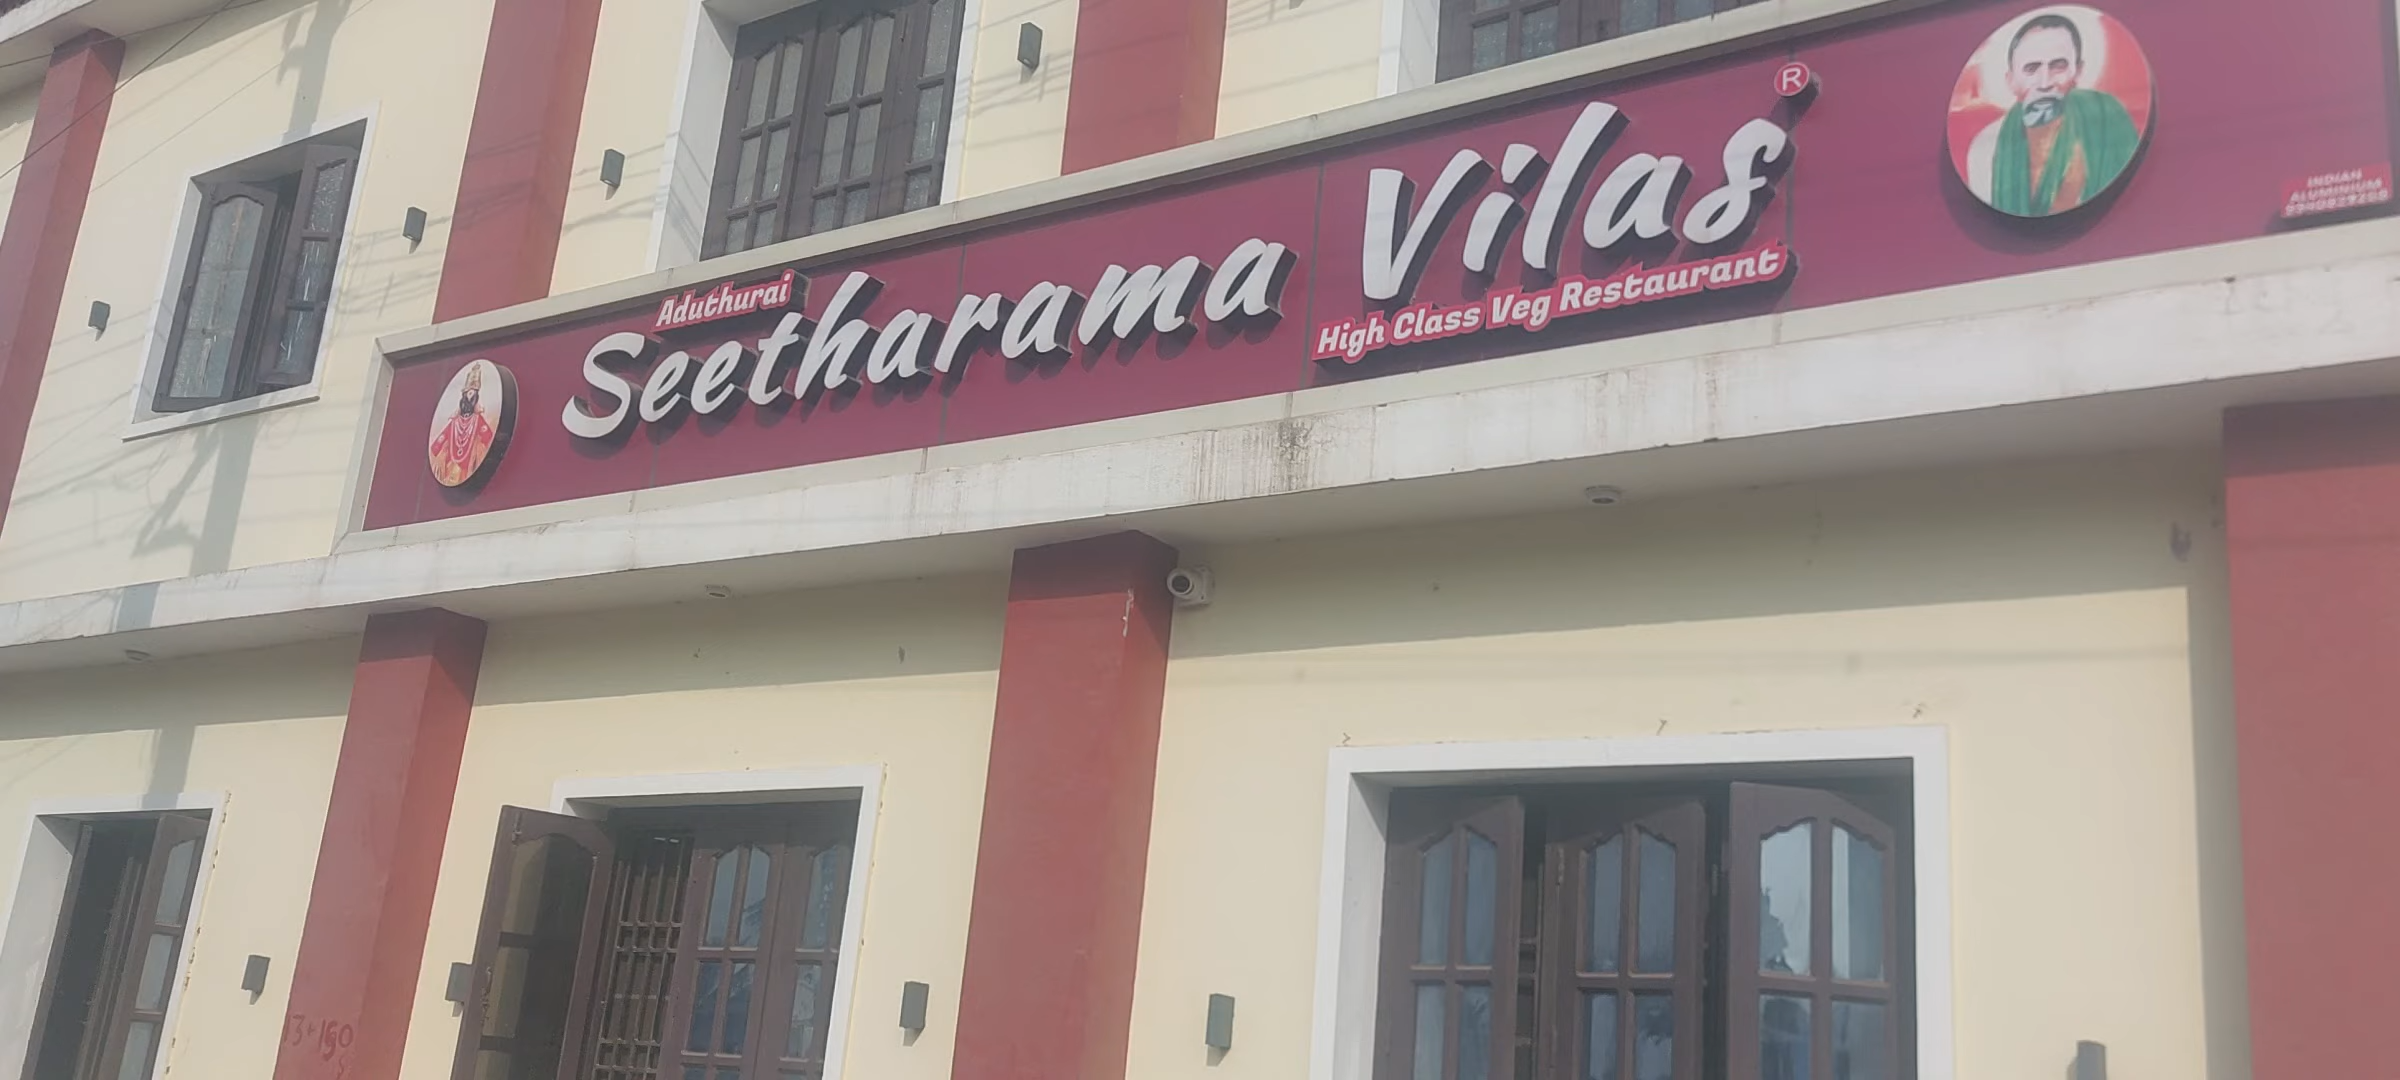 Aduthurai
Seetharama Vilas ®
High Class Veg Restaurant
INDIAN
ALUMINIUM